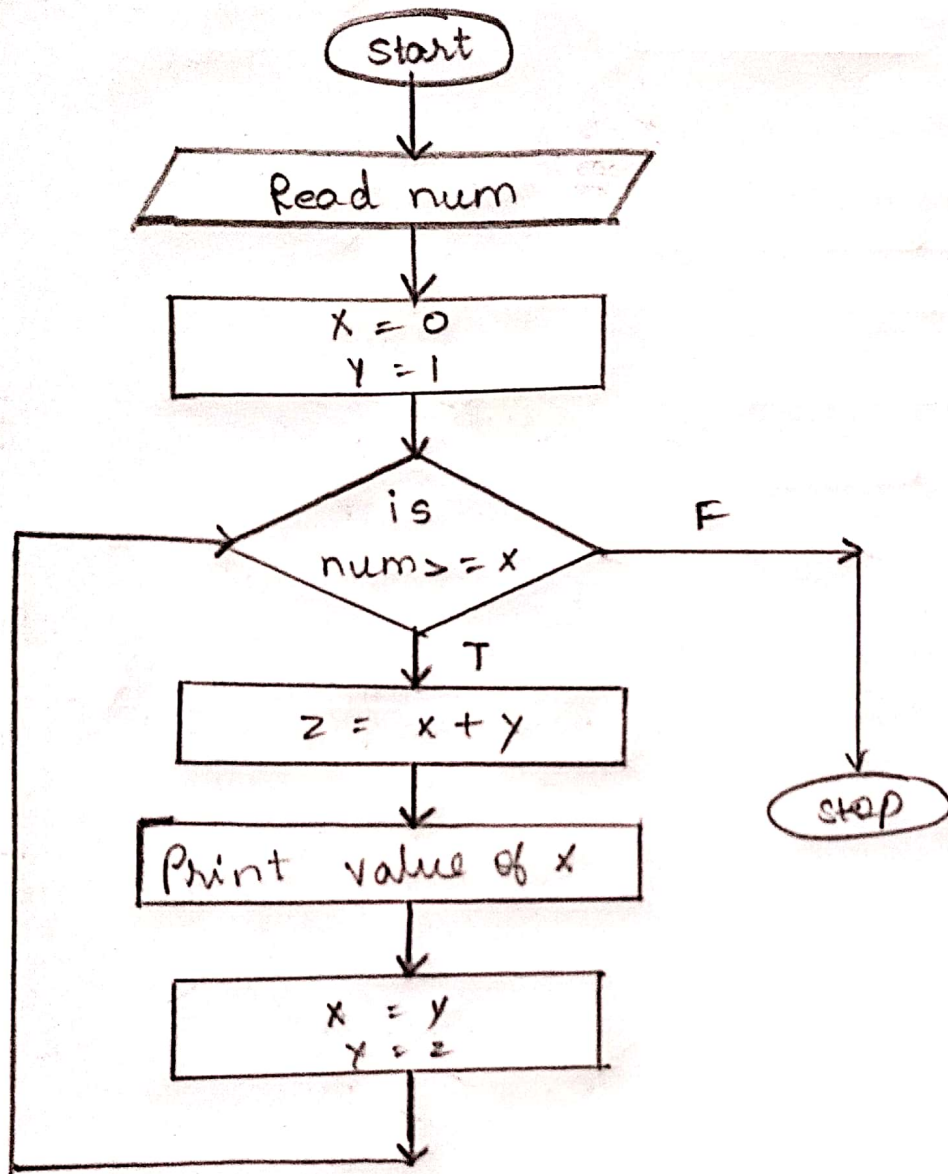 Start
Read num
x = 0
y = 1
is
num >= x
F
T
z = x + y
Print value of x
x = y
y = z
stop